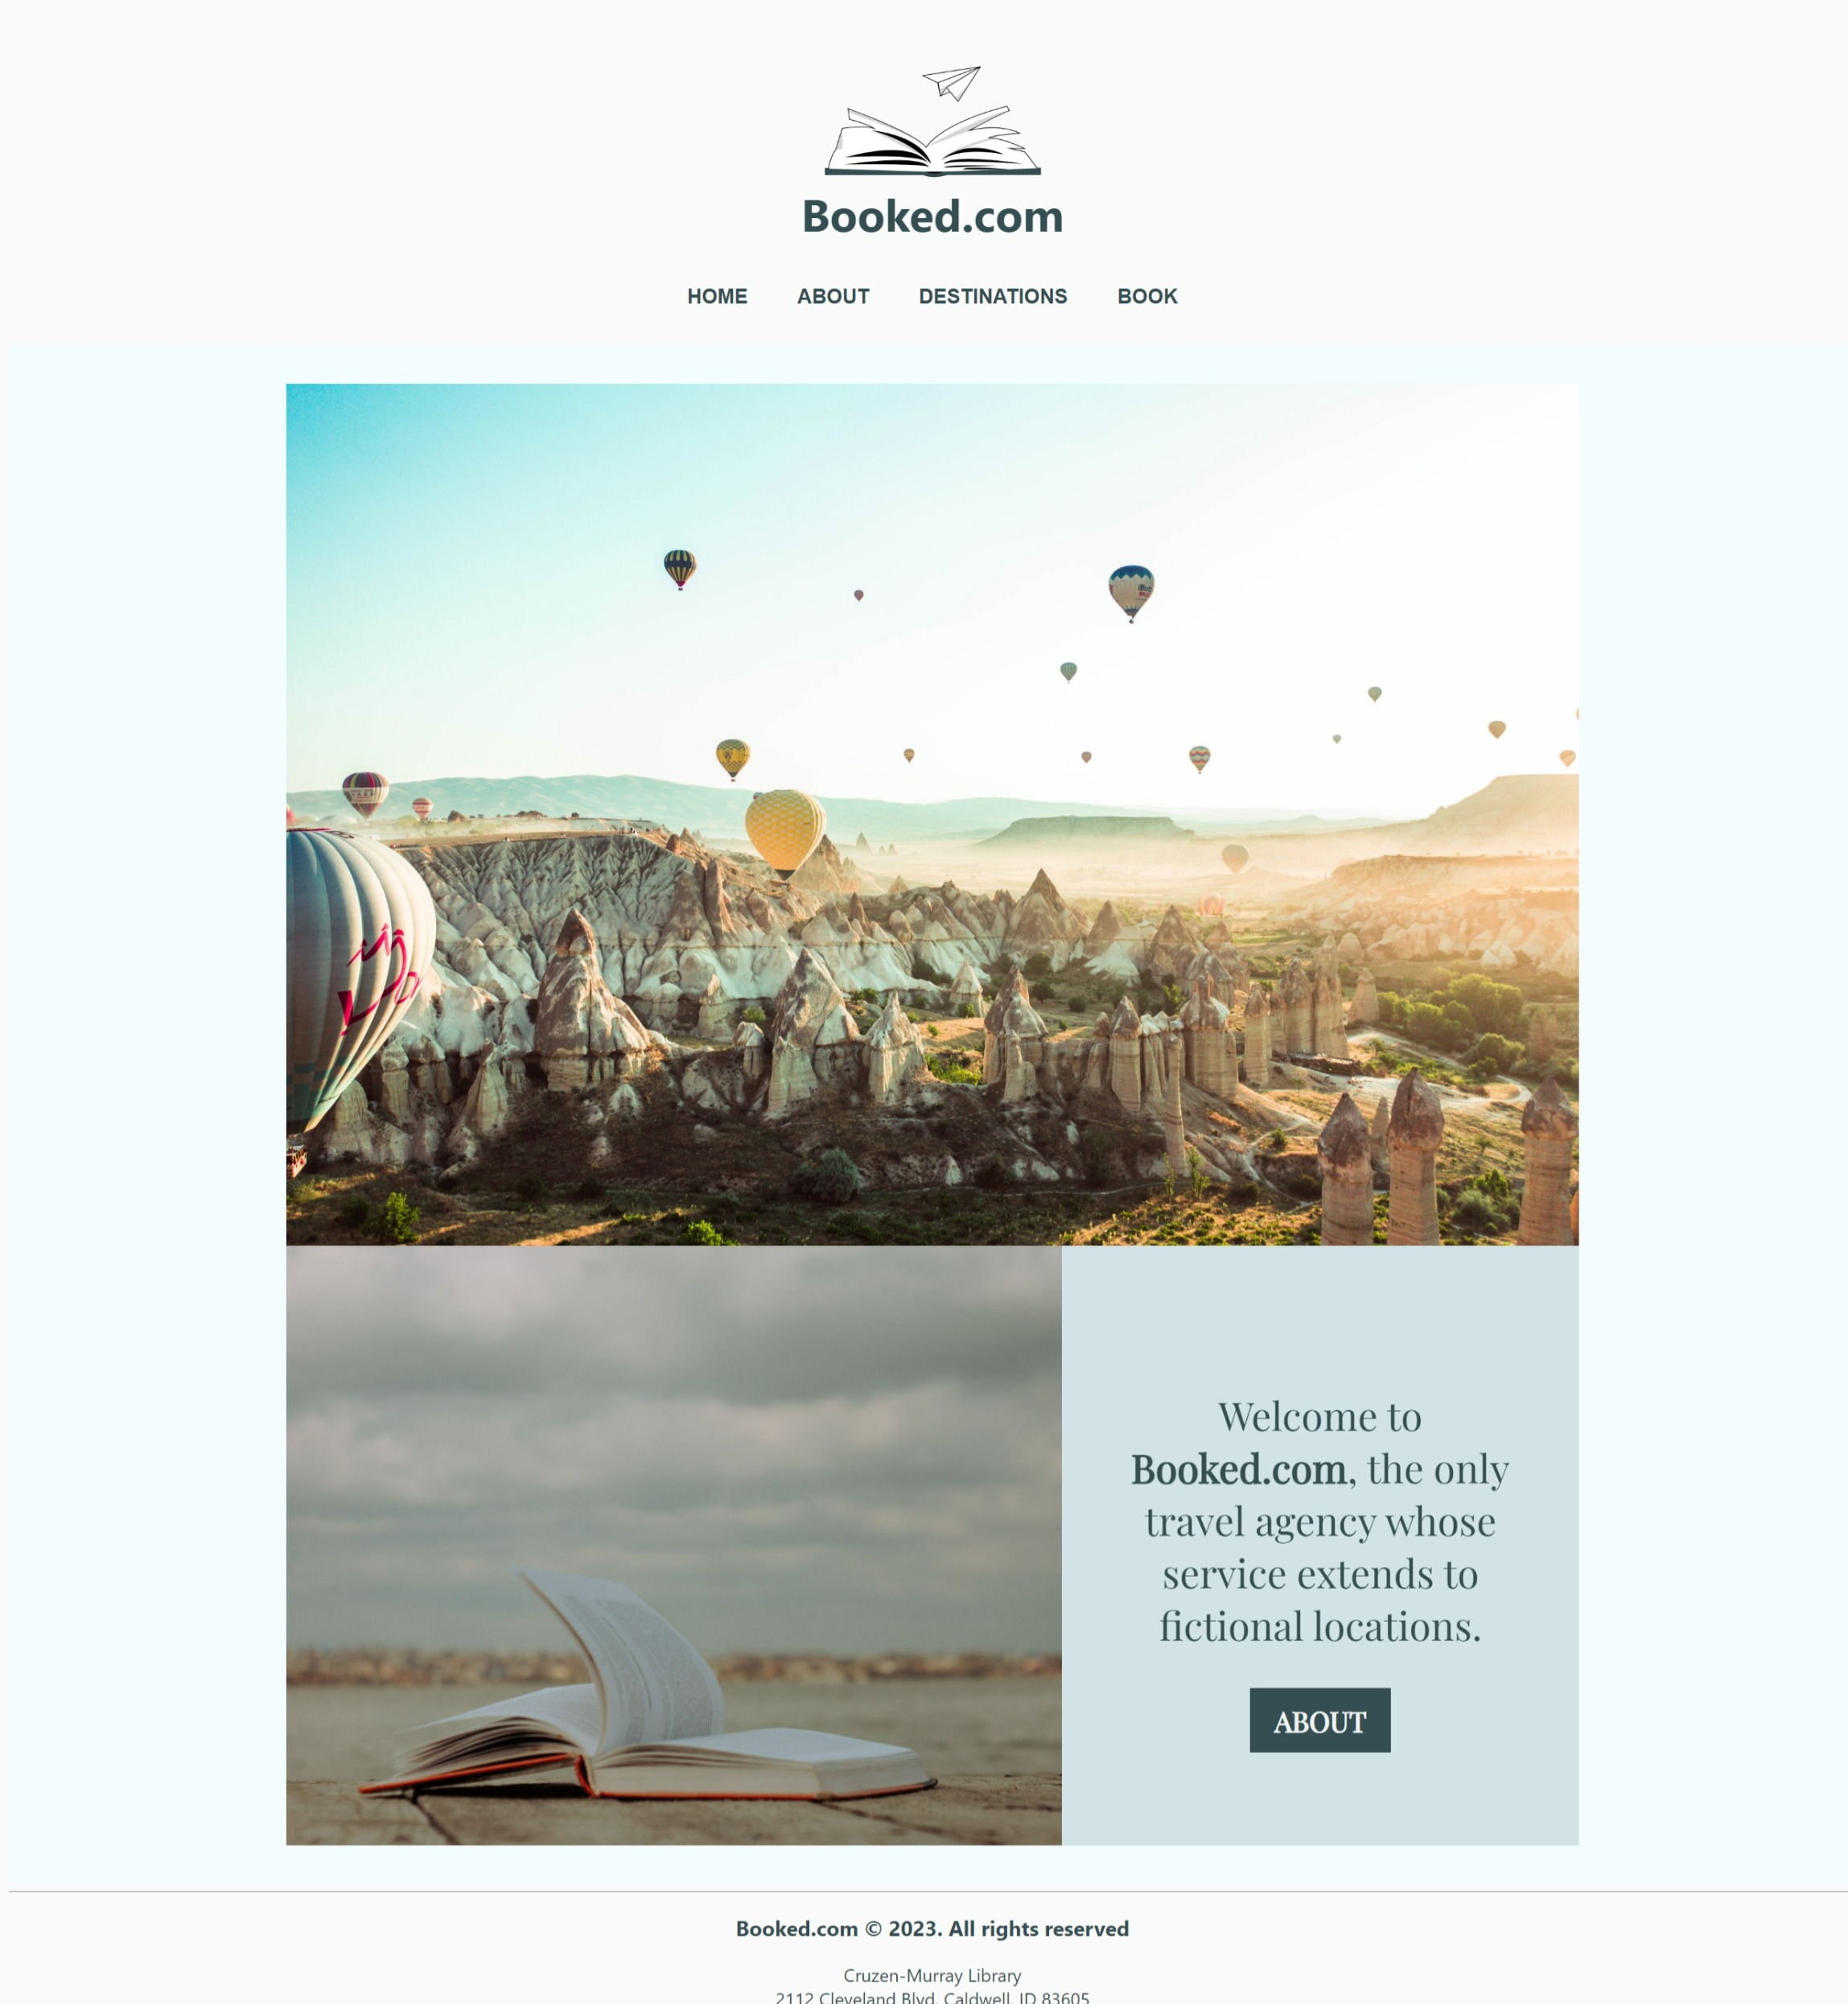 Booked.com
HOME ABOUT DESTINATIONS BOOK
Welcome to
Booked.com, the only
travel agency whose
service extends to
fictional locations.
ABOUT
Booked.com © 2023. All rights reserved
Cruzen-Murray Library
2112 Cleveland Blvd, Caldwell, ID 83605